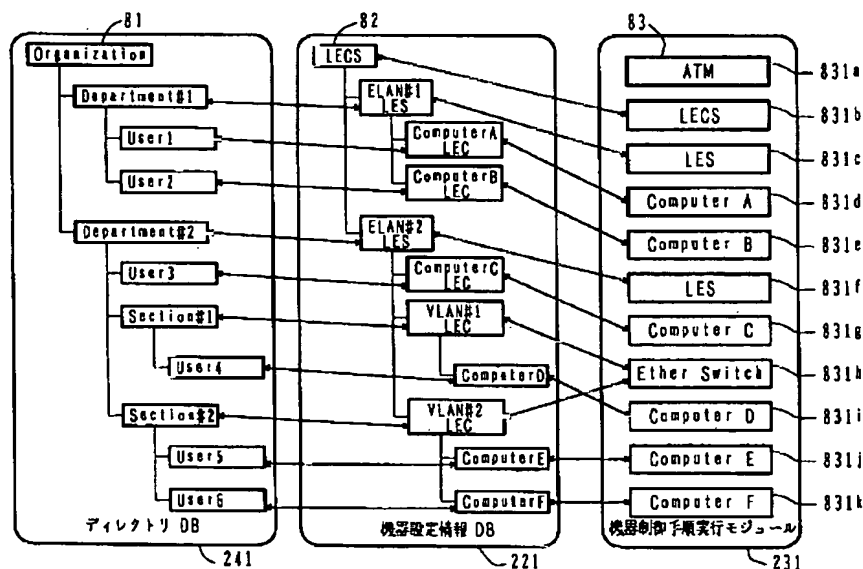 81
82
83
Organization
Department#1
User1
User2
Department#2
User3
Section#1
User4
Section#2
User5
User6
ディレクトリ DB
241
LECS
ELAN#1
LES
ComputerA
LEC
ComputerB
LEC
ELAN#2
LES
ComputerC
LEC
VLAN#1
LEC
ComputerD
VLAN#2
LEC
ComputerE
ComputerF
機器設定情報 DB
221
ATM
831a
LECS
831b
LES
831c
Computer A
831d
Computer B
831e
LES
831f
Computer C
831g
Ether Switch
831h
Computer D
831i
Computer E
831j
Computer F
831k
機器制御手順実行モジュール
231